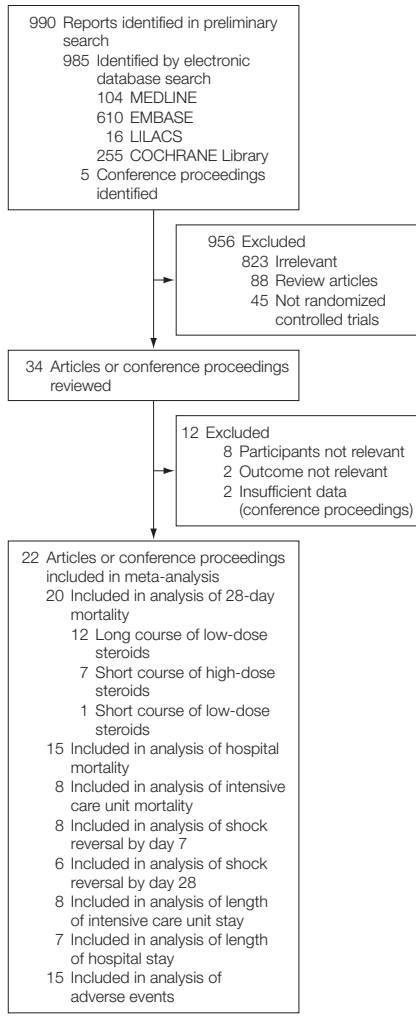 990 Reports identified in preliminary
search
985 Identified by electronic
database search
104 MEDLINE
610 EMBASE
16 LILACS
255 COCHRANE Library
5 Conference proceedings
identified
956 Excluded
823 Irrelevant
88 Review articles
45 Not randomized
controlled trials
34 Articles or conference proceedings
reviewed
12 Excluded
8 Participants not relevant
2 Outcome not relevant
2 Insufficient data
(conference proceedings)
22 Articles or conference proceedings
included in meta-analysis
20 Included in analysis of 28-day
mortality
12 Long course of low-dose
steroids
7 Short course of high-dose
steroids
1 Short course of low-dose
steroids
15 Included in analysis of hospital
mortality
8 Included in analysis of intensive
care unit mortality
8 Included in analysis of shock
reversal by day 7
6 Included in analysis of shock
reversal by day 28
8 Included in analysis of length
of intensive care unit stay
7 Included in analysis of length
of hospital stay
15 Included in analysis of
adverse events